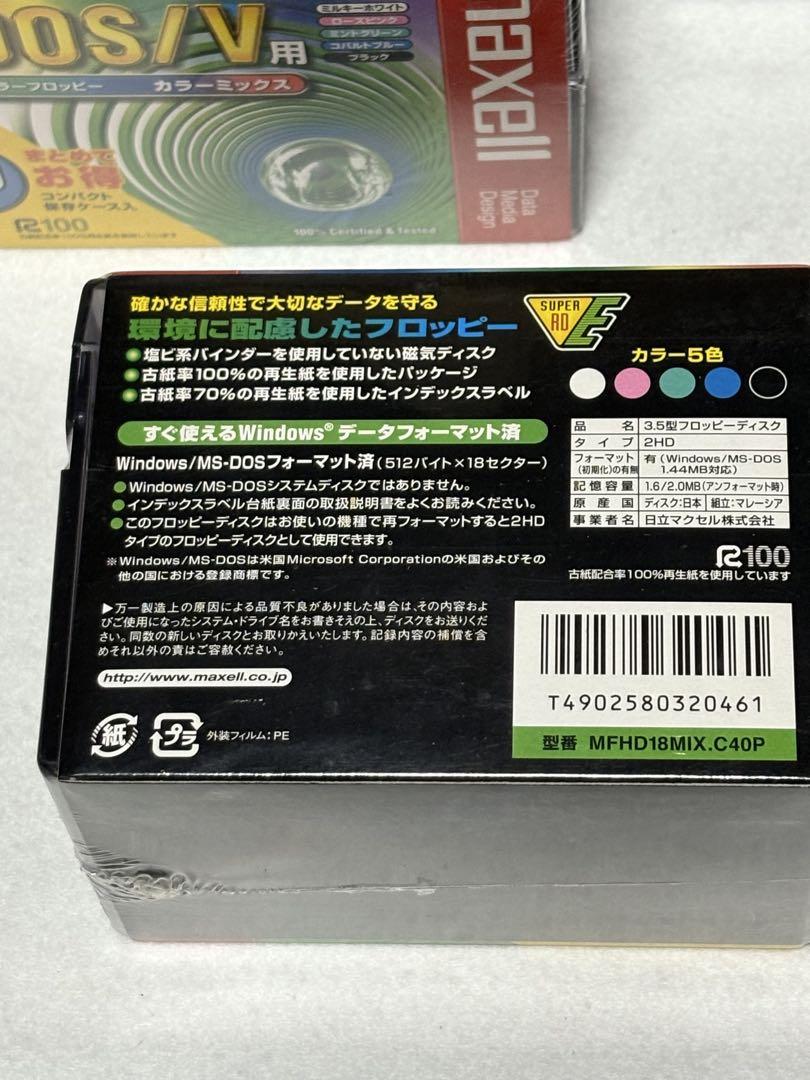 DOS/V用
ミルキーホワイト
ローズピンク
ミントグリーン
コバルトブルー
ブラック
ラーフロッピー カラーミックス
まとめて
お得
コンパクト
保存ケース入
R100
100% Certified & Tested
maxell
Data
Media
Design
確かな信頼性で大切なデータを守る
環境に配慮したフロッピー
●塩ビ系バインダーを使用していない磁気ディスク
●古紙率100%の再生紙を使用したパッケージ
●古紙率70%の再生紙を使用したインデックスラベル
すぐ使えるWindows®データフォーマット済
Windows/MS-DOSフォーマット済(512バイト×18セクター)
●Windows/MS-DOSシステムディスクではありません。
●インデックスラベル台紙裏面の取扱説明書をよくお読みください。
●このフロッピーディスクはお使いの機種で再フォーマットすると2HD
タイプのフロッピーディスクとして使用できます。
※Windows/MS-DOSは米国Microsoft Corporationの米国およびその
他の国における登録商標です。
▶万一製造上の原因による品質不良がありました場合は、その内容およ
びご使用になったシステム・ドライブ名をお書きそえの上、ディスクをお送りくだ
さい。同数の新しいディスクとお取りかえいたします。記録内容の補償を含
めそれ以外の責はご容赦ください。
http://www.maxell.co.jp
紙
プラ
外装フィルム:PE
SUPER
RD
E
カラー5色
品名 3.5型フロッピーディスク
タイプ 2HD
フォーマット(初期化)の有無 有(Windows/MS-DOS
1.44MB対応)
記憶容量 1.6/2.0MB(アンフォーマット時)
原産国 ディスク:日本 組立:マレーシア
事業者名 日立マクセル株式会社
R100
古紙配合率100%再生紙を使用しています
T4902580320461
型番 MFHD18MIX.C40P